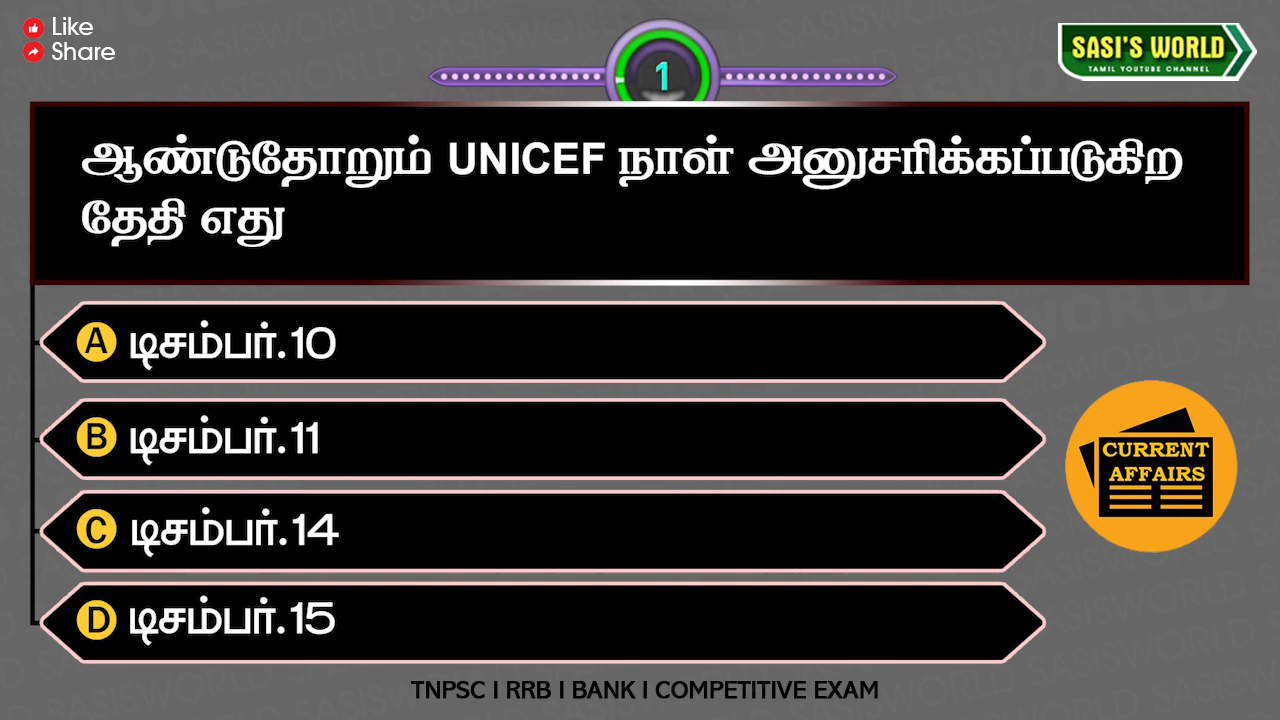 Like
Share
1
SASI'S WORLD
TAMIL YOUTUBE CHANNEL
ஆண்டுதோறும் UNICEF நாள் அனுசரிக்கப்படுகிற
தேதி எது
A டிசம்பர்.10
B டிசம்பர்.11
C டிசம்பர்.14
D டிசம்பர்.15
CURRENT
AFFAIRS
TNPSC I RRB I BANK I COMPETITIVE EXAM